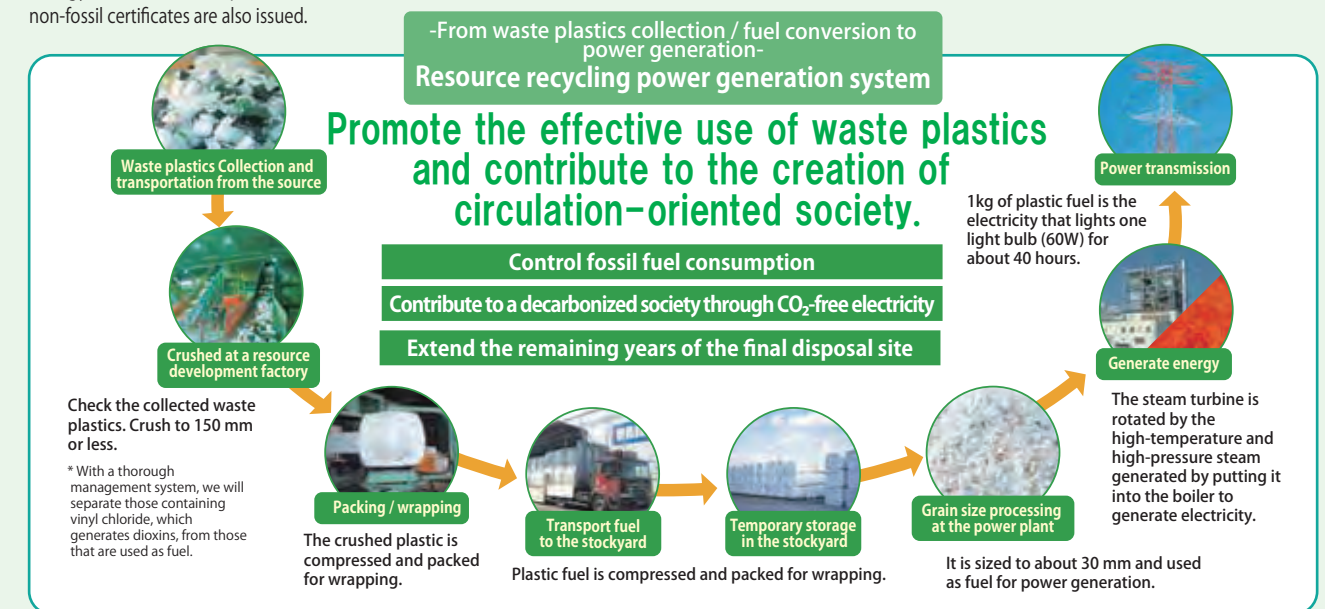 non-fossil certificates are also issued.
-From waste plastics collection / fuel conversion to
power generation-
Resource recycling power generation system
Promote the effective use of waste plastics
and contribute to the creation of
circulation-oriented society.
Control fossil fuel consumption
Contribute to a decarbonized society through CO₂-free electricity
Extend the remaining years of the final disposal site
Waste plastics Collection and
transportation from the source
Crushed at a resource
development factory
Check the collected waste
plastics. Crush to 150 mm
or less.
* With a thorough
management system, we will
separate those containing
vinyl chloride, which
generates dioxins, from those
that are used as fuel.
Packing / wrapping
The crushed plastic is
compressed and packed
for wrapping.
Transport fuel
to the stockyard
Temporary storage
in the stockyard
Plastic fuel is compressed and packed for wrapping.
Grain size processing
at the power plant
It is sized to about 30 mm and used
as fuel for power generation.
Generate energy
The steam turbine is
rotated by the
high-temperature and
high-pressure steam
generated by putting it
into the boiler to
generate electricity.
Power transmission
1kg of plastic fuel is the
electricity that lights one
light bulb (60W) for
about 40 hours.